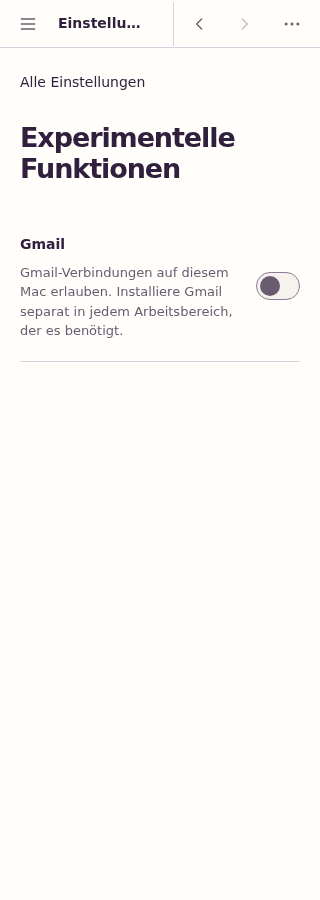 Einstellu...
Alle Einstellungen
Experimentelle
Funktionen
Gmail
Gmail-Verbindungen auf diesem
Mac erlauben. Installiere Gmail
separat in jedem Arbeitsbereich,
der es benötigt.